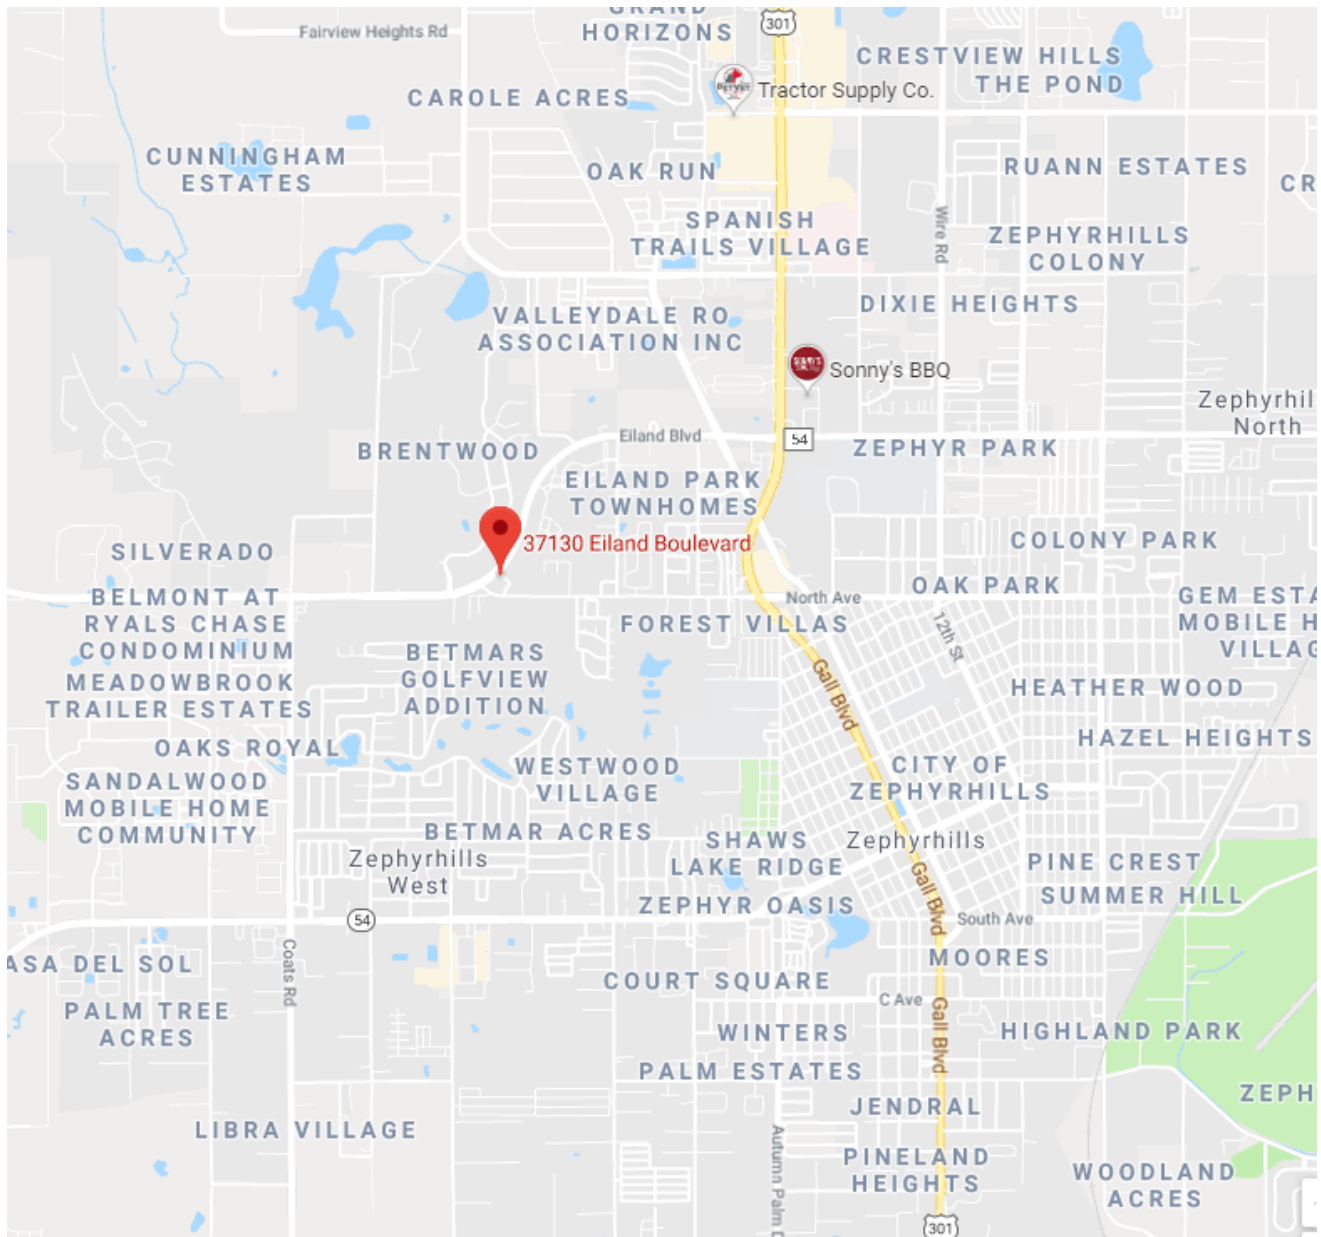 GRAND
HORIZONS
301
Fairview Heights Rd
CRESTVIEW HILLS
THE POND
Tractor Supply Co.
CAROLE ACRES
CUNNINGHAM
ESTATES
OAK RUN
RUANN ESTATES
CR
SPANISH
TRAILS VILLAGE
Wire Rd
ZEPHYRHILLS
COLONY
DIXIE HEIGHTS
VALLEYDALE RO
ASSOCIATION INC
Sonny's BBQ
Zephyrhil
North
Eiland Blvd
54
ZEPHYR PARK
BRENTWOOD
EILAND PARK
TOWNHOMES
37130 Eiland Boulevard
SILVERADO
COLONY PARK
BELMONT AT
RYALS CHASE
CONDOMINIUM
North Ave
OAK PARK
GEM ESTA
MOBILE H
VILLAG
FOREST VILLAS
12th St
BETMARS
GOLFVIEW
ADDITION
MEADOWBROOK
TRAILER ESTATES
Gall Blvd
HEATHER WOOD
OAKS ROYAL
HAZEL HEIGHTS
WESTWOOD
VILLAGE
CITY OF
ZEPHYRHILLS
SANDALWOOD
MOBILE HOME
COMMUNITY
BETMAR ACRES
SHAWS
LAKE RIDGE
Zephyrhills
Zephyrhills
West
PINE CREST
SUMMER HILL
ZEPHYR OASIS
Gall Blvd
54
South Ave
ASA DEL SOL
Coats Rd
MOORES
COURT SQUARE
PALM TREE
ACRES
C Ave
Gall Blvd
WINTERS
HIGHLAND PARK
PALM ESTATES
ZEPH
JENDRAL
LIBRA VILLAGE
Autumn Palm D
PINELAND
HEIGHTS
WOODLAND
ACRES
301